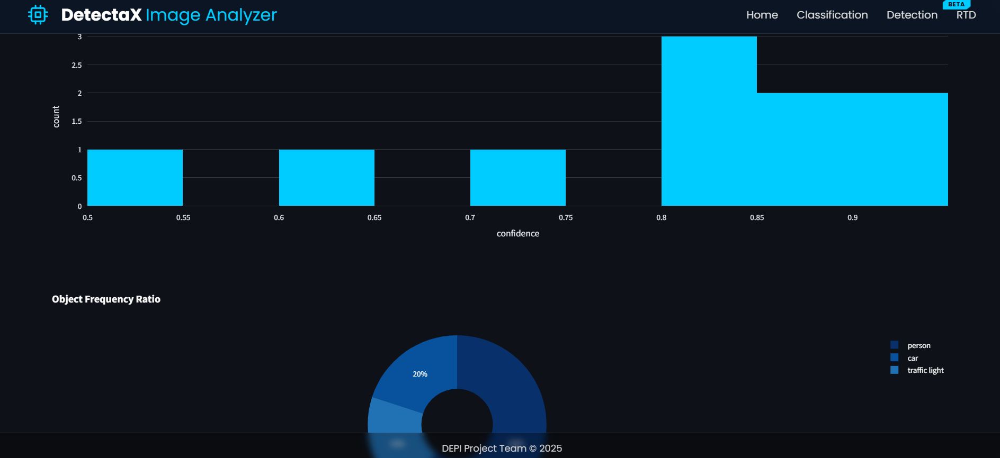 DetectaX Image Analyzer
Home Classification Detection RTD
BETA
3
2.5
2
1.5
1
0.5
0
count
0.5 0.55 0.6 0.65 0.7 0.75 0.8 0.85 0.9
confidence
Object Frequency Ratio
person
car
traffic light
20%
DEPI Project Team © 2025